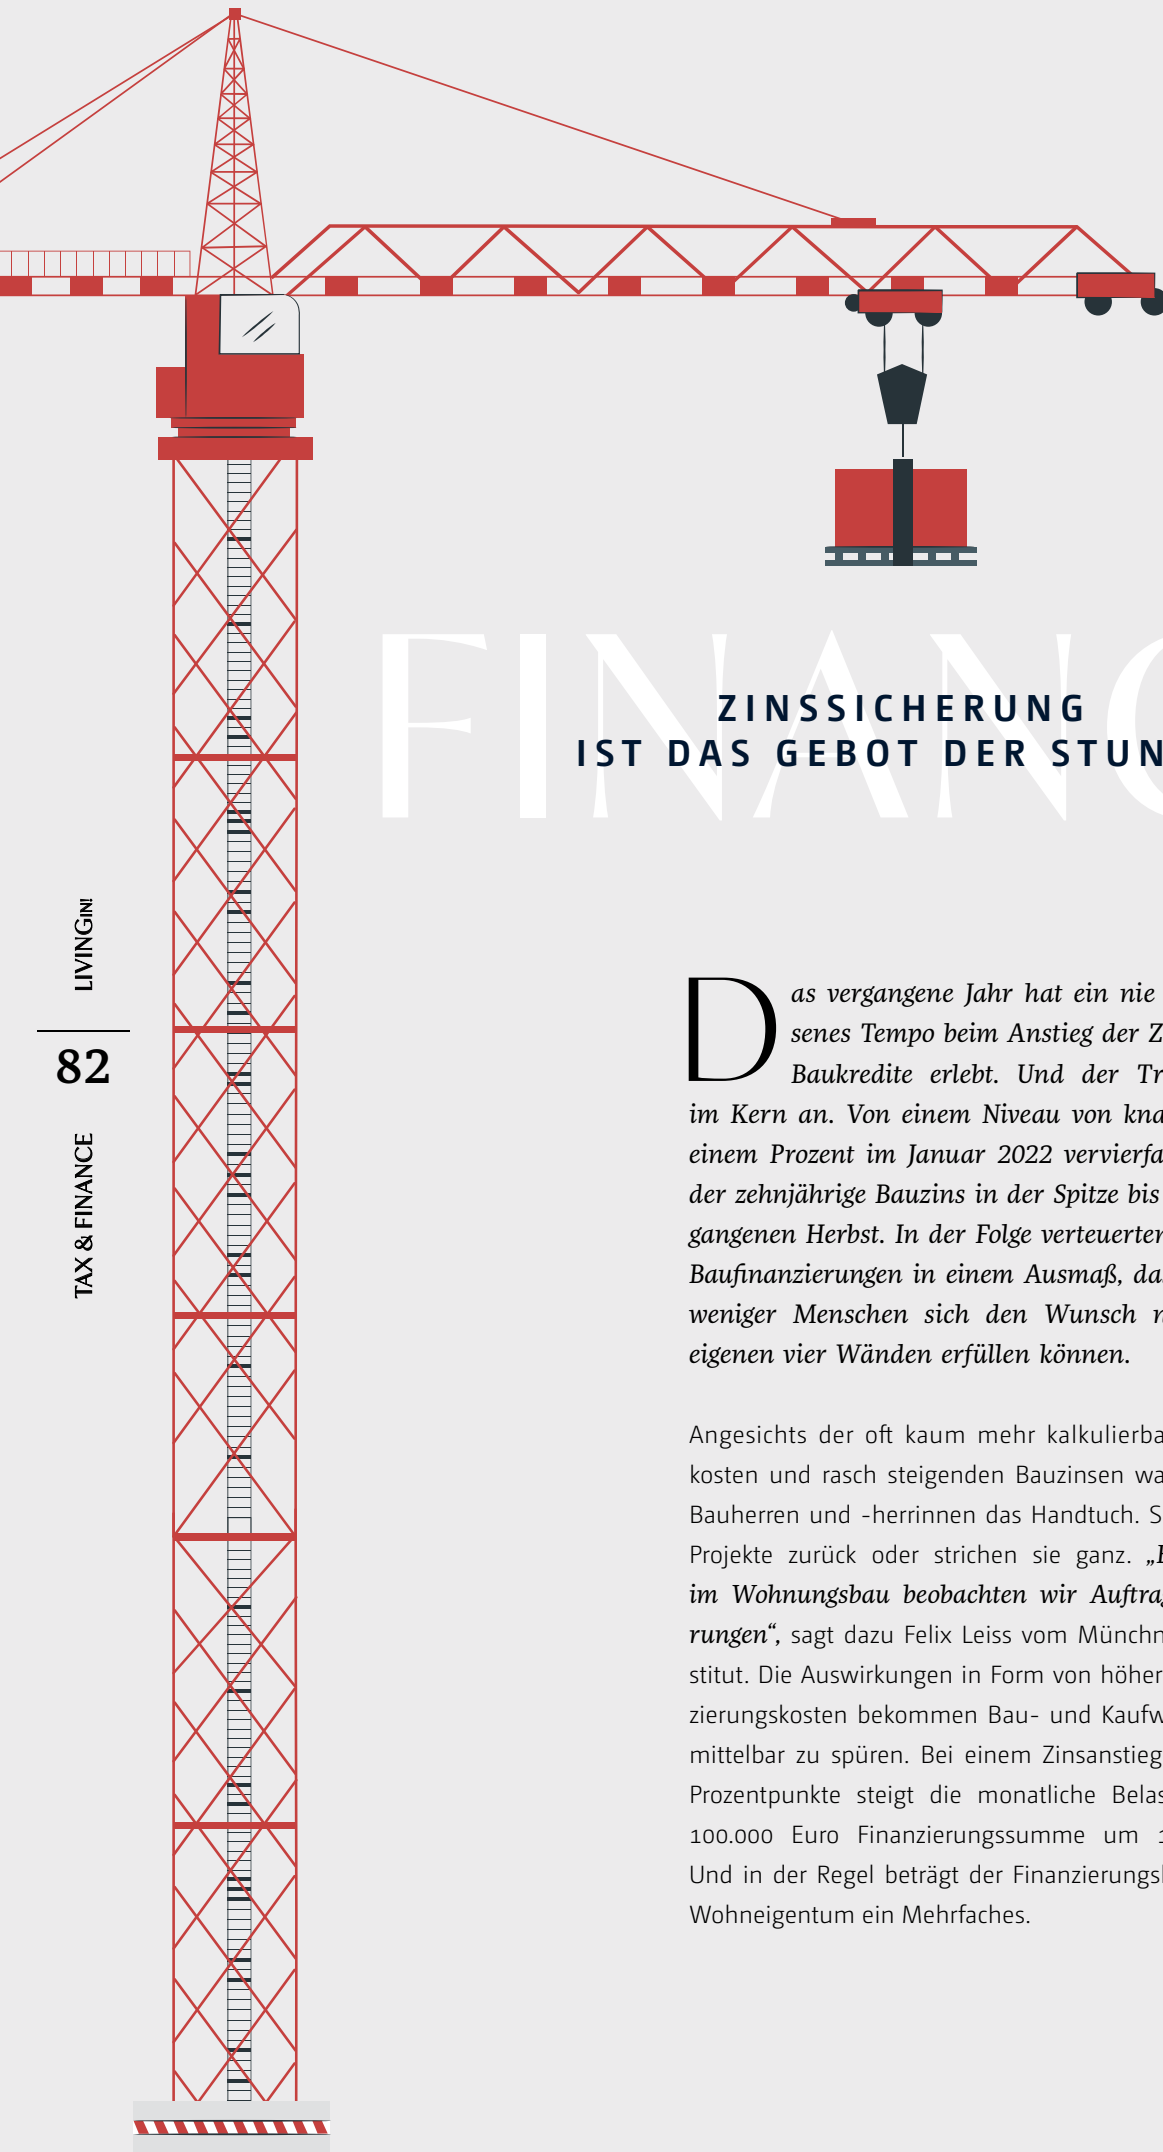 FINANC
ZINSSICHERUNG
IST DAS GEBOT DER STUN
LIVINGIN!
82
TAX & FINANCE
Das vergangene Jahr hat ein nie
senes Tempo beim Anstieg der Z
Baukredite erlebt. Und der Tr
im Kern an. Von einem Niveau von kna
einem Prozent im Januar 2022 vervierfa
der zehnjährige Bauzins in der Spitze bis
gangenen Herbst. In der Folge verteuerten
Baufinanzierungen in einem Ausmaß, da
weniger Menschen sich den Wunsch n
eigenen vier Wänden erfüllen können.
Angesichts der oft kaum mehr kalkulierba
kosten und rasch steigenden Bauzinsen wa
Bauherren und -herrinnen das Handtuch. S
Projekte zurück oder strichen sie ganz. „
im Wohnungsbau beobachten wir Auftrag
rungen“, sagt dazu Felix Leiss vom Münchn
stitut. Die Auswirkungen in Form von höher
zierungskosten bekommen Bau- und Kaufw
mittelbar zu spüren. Bei einem Zinsanstieg
Prozentpunkte steigt die monatliche Belas
100.000 Euro Finanzierungssumme um 1
Und in der Regel beträgt der Finanzierungs
Wohneigentum ein Mehrfaches.